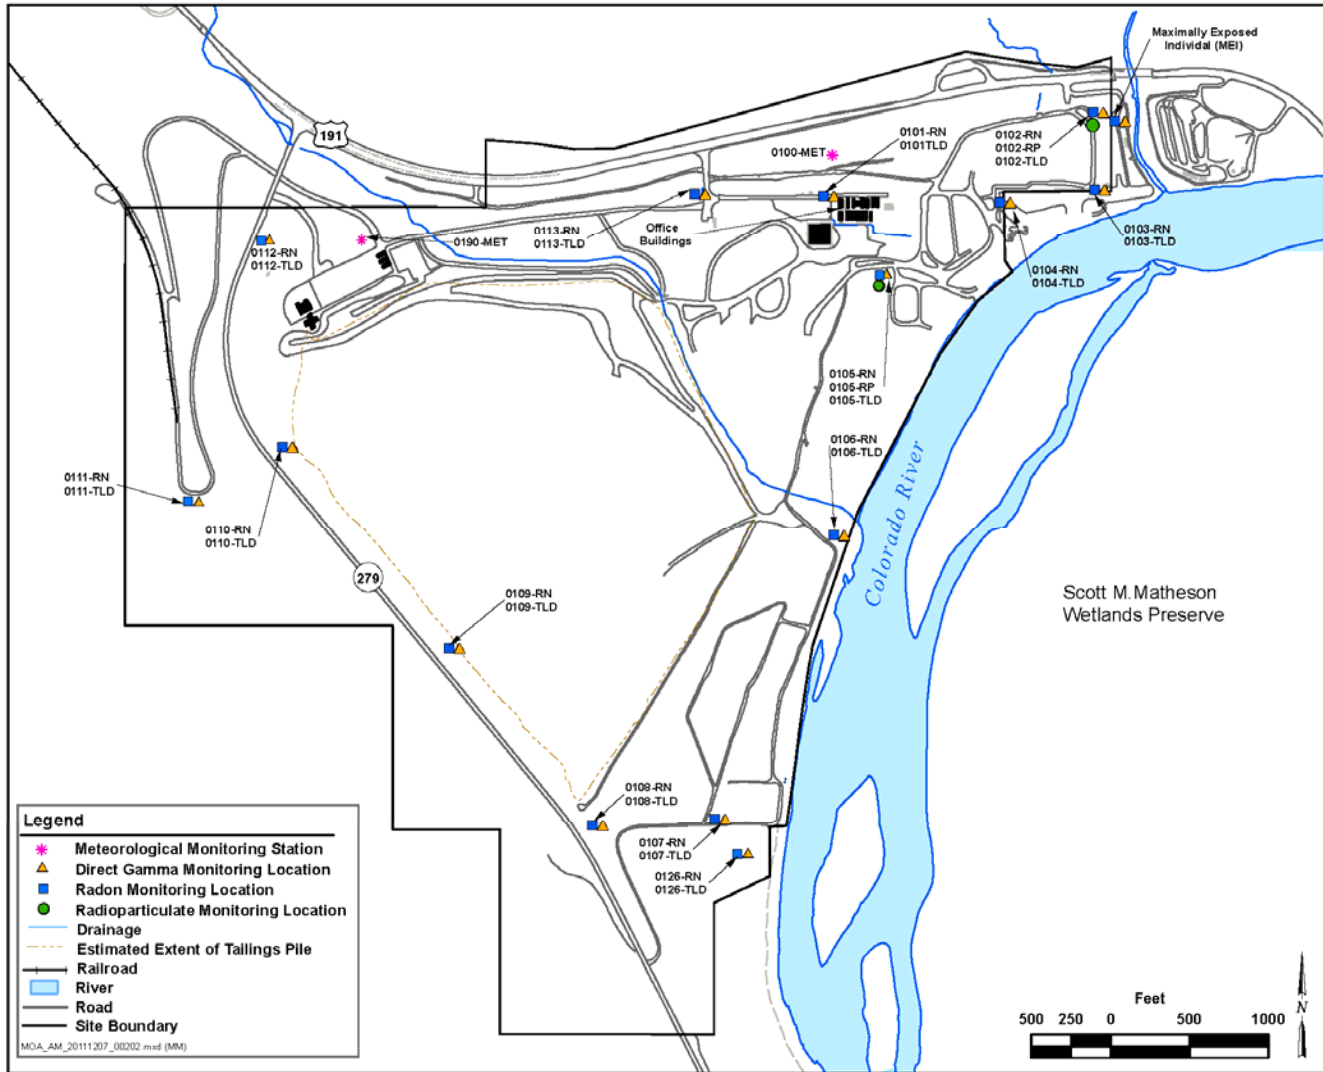 Maximally Exposed
Individal (MEI)
191
0100-MET
0101-RN
0101TLD
0102-RN
0102-RP
0102-TLD
0113-RN
0113-TLD
Office
Buildings
0103-RN
0103-TLD
0112-RN
0112-TLD
0190-MET
0104-RN
0104-TLD
0105-RN
0105-RP
0105-TLD
0106-RN
0106-TLD
0111-RN
0111-TLD
0110-RN
0110-TLD
Colorado River
279
0109-RN
0109-TLD
Scott M. Matheson
Wetlands Preserve
0108-RN
0108-TLD
0107-RN
0107-TLD
0126-RN
0126-TLD
Legend
Meteorological Monitoring Station
Direct Gamma Monitoring Location
Radon Monitoring Location
Radioparticulate Monitoring Location
Drainage
Estimated Extent of Tailings Pile
Railroad
River
Road
Site Boundary
MOA_AM_20111207_00202.mxd (MM)
Feet
500 250 0 500 1000
N